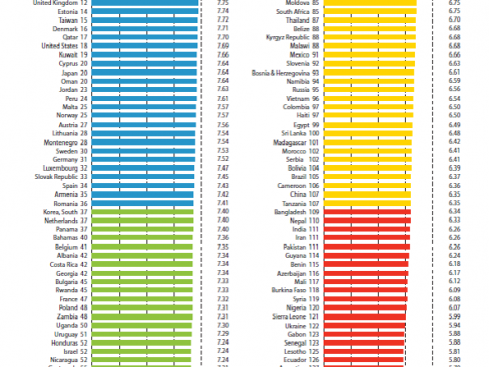 United Kingdom 12 7.75
Estonia 14 7.74
Taiwan 15 7.72
Denmark 16 7.71
Qatar 17 7.70
United States 18 7.69
Kuwait 19 7.66
Cyprus 20 7.64
Japan 20 7.64
Oman 20 7.64
Jordan 23 7.63
Peru 24 7.61
Malta 25 7.57
Norway 25 7.57
Austria 27 7.56
Lithuania 28 7.54
Montenegro 28 7.54
Sweden 30 7.53
Germany 31 7.52
Luxembourg 32 7.47
Slovak Republic 33 7.45
Spain 34 7.43
Armenia 35 7.42
Romania 36 7.41
Korea, South 37 7.40
Netherlands 37 7.40
Panama 37 7.40
Bahamas 40 7.36
Belgium 41 7.35
Albania 42 7.34
Costa Rica 42 7.34
Georgia 42 7.34
Bulgaria 45 7.33
Rwanda 45 7.33
France 47 7.32
Poland 48 7.31
Zambia 48 7.31
Uganda 50 7.30
Uruguay 51 7.29
Honduras 52 7.24
Israel 52 7.24
Nicaragua 52 7.24
Moldova 85 6.75
South Africa 85 6.75
Thailand 87 6.70
Belize 88 6.68
Kyrgyz Republic 88 6.68
Malawi 88 6.68
Mexico 91 6.66
Slovenia 92 6.63
Bosnia & Herzegovina 93 6.61
Namibia 94 6.59
Russia 95 6.56
Vietnam 96 6.54
Colombia 97 6.50
Haiti 97 6.50
Egypt 99 6.49
Sri Lanka 100 6.48
Madagascar 101 6.42
Morocco 102 6.41
Serbia 102 6.41
Bolivia 104 6.39
Brazil 105 6.37
Cameroon 106 6.36
China 107 6.35
Tanzania 107 6.35
Bangladesh 109 6.34
Nepal 110 6.33
India 111 6.26
Iran 111 6.26
Pakistan 111 6.26
Guyana 114 6.24
Benin 115 6.18
Azerbaijan 116 6.17
Mali 117 6.12
Burkina Faso 118 6.09
Syria 119 6.08
Nigeria 120 6.07
Sierra Leone 121 5.99
Ukraine 122 5.94
Gabon 123 5.88
Senegal 123 5.88
Lesotho 125 5.81
Ecuador 126 5.80